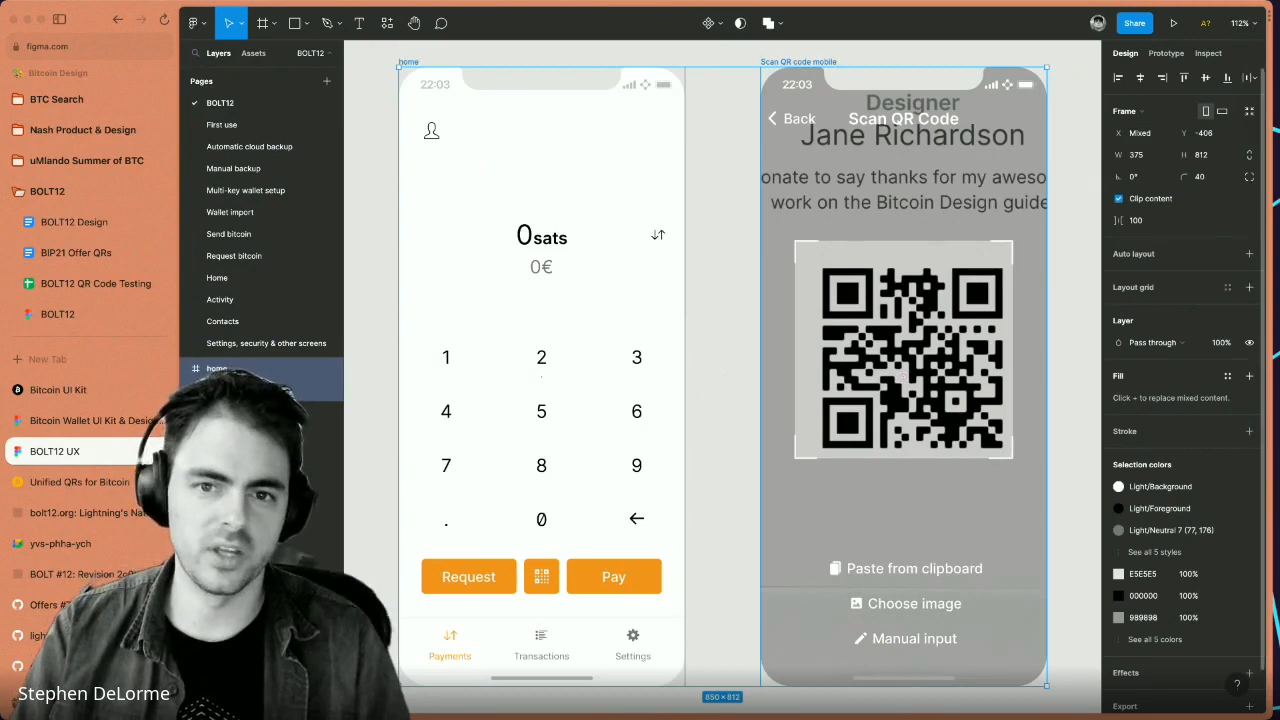 figma.com
Bitcoin Design
BTC Search
Nash Product & Design
uMlando Summer of BTC
BOLT12
BOLT12 Design
BIP21 Offer QRs
BOLT12 QR Code Testing
BOLT12
New Tab
Bitcoin UI Kit
Bitcoin Wallet UI Kit & Desig...
BOLT12 UX
Unified QRs for Bitcoin
bolt12.org: Lightning's Nat
yvs-phha-ych
BOLT #12: Revision
Offers #7
Stephen DeLorme
Layers
Assets
BOLT12
Pages
BOLT12
First use
Automatic cloud backup
Manual backup
Multi-key wallet setup
Wallet import
Send bitcoin
Request bitcoin
Home
Activity
Contacts
Settings, security & other screens
home
home
22:03
0sats
0€
1
2
3
4
5
6
7
8
9
.
0
Request
Pay
Payments
Transactions
Settings
850 × 812
Scan QR code mobile
22:03
Designer
Back
Scan QR Code
Jane Richardson
onate to say thanks for my aweso
work on the Bitcoin Design guide
Paste from clipboard
Choose image
Manual input
Share
A?
112%
Design
Prototype
Inspect
Frame
X
Mixed
Y
-406
W
375
H
812
0°
40
Clip content
100
Auto layout
Layout grid
Layer
Pass through
100%
Fill
Click + to replace mixed content.
Stroke
Selection colors
Light/Background
Light/Foreground
Light/Neutral 7 (77, 176)
See all 5 styles
E5E5E5
100%
000000
100%
989898
100%
See all 5 colors
Effects
Export
?